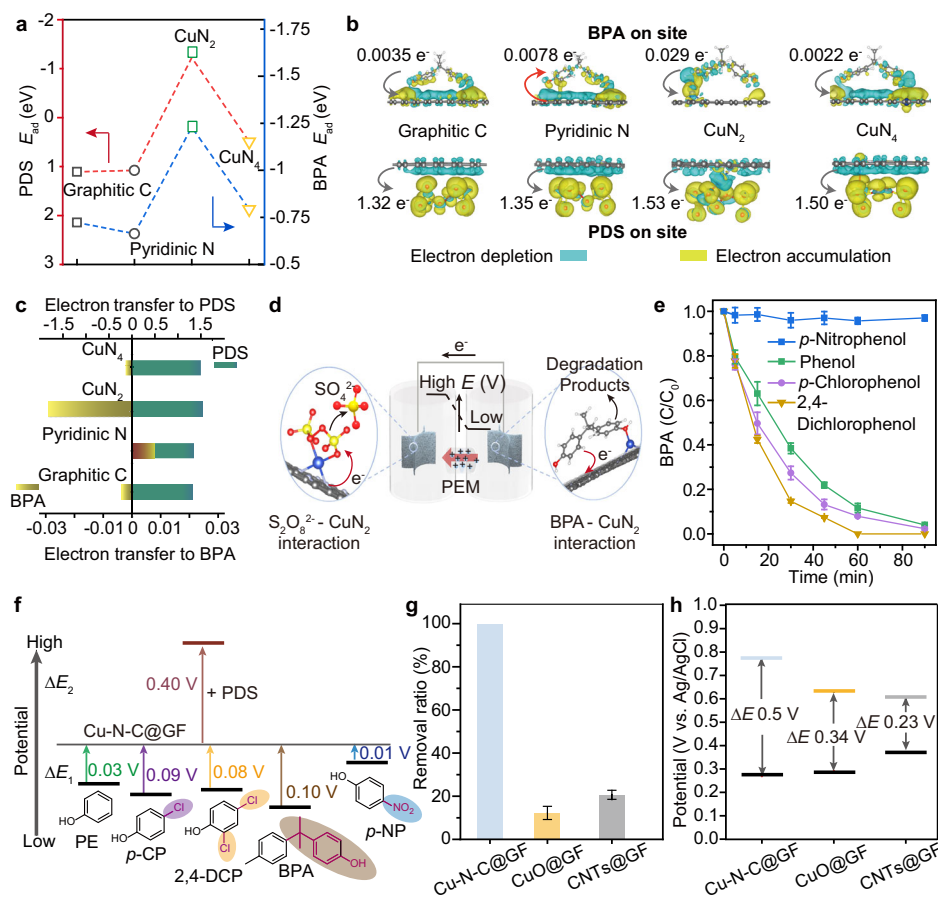 a
-2
-1
0
1
2
3
PDS E_ad (eV)
CuN2
CuN4
Graphitic C
Pyridinic N
-1.75
-1.5
-1.25
-1
-0.75
-0.5
BPA E_ad (eV)
b
BPA on site
0.0035 e-
0.0078 e-
0.029 e-
0.0022 e-
Graphitic C
Pyridinic N
CuN2
CuN4
1.32 e-
1.35 e-
1.53 e-
1.50 e-
PDS on site
Electron depletion
Electron accumulation
c
Electron transfer to PDS
-1.5 -0.5 0 0.5 1.5
CuN4
PDS
CuN2
Pyridinic N
Graphitic C
BPA
-0.03 -0.01 0 0.01 0.03
Electron transfer to BPA
d
e-
SO4 2-
High E (V)
Low
Degradation
Products
e-
e-
PEM
S2O8 2- - CuN2
interaction
BPA - CuN2
interaction
e
1.0
0.8
0.6
0.4
0.2
0.0
BPA (C/C0)
p-Nitrophenol
Phenol
p-Chlorophenol
2,4-
Dichlorophenol
0 20 40 60 80
Time (min)
f
High
Low
Potential
ΔE2
ΔE1
0.40 V
+ PDS
Cu-N-C@GF
0.03 V
0.09 V
0.08 V
0.10 V
0.01 V
HO
PE
HO
Cl
p-CP
HO
Cl
Cl
2,4-DCP
OH
BPA
HO
NO2
p-NP
g
100
80
60
40
20
0
Removal ratio (%)
Cu-N-C@GF
CuO@GF
CNTs@GF
h
1.0
0.9
0.8
0.7
0.6
0.5
0.4
0.3
0.2
0.1
0.0
Potential (V vs. Ag/AgCl)
ΔE 0.5 V
ΔE 0.34 V
ΔE 0.23 V
Cu-N-C@GF
CuO@GF
CNTs@GF